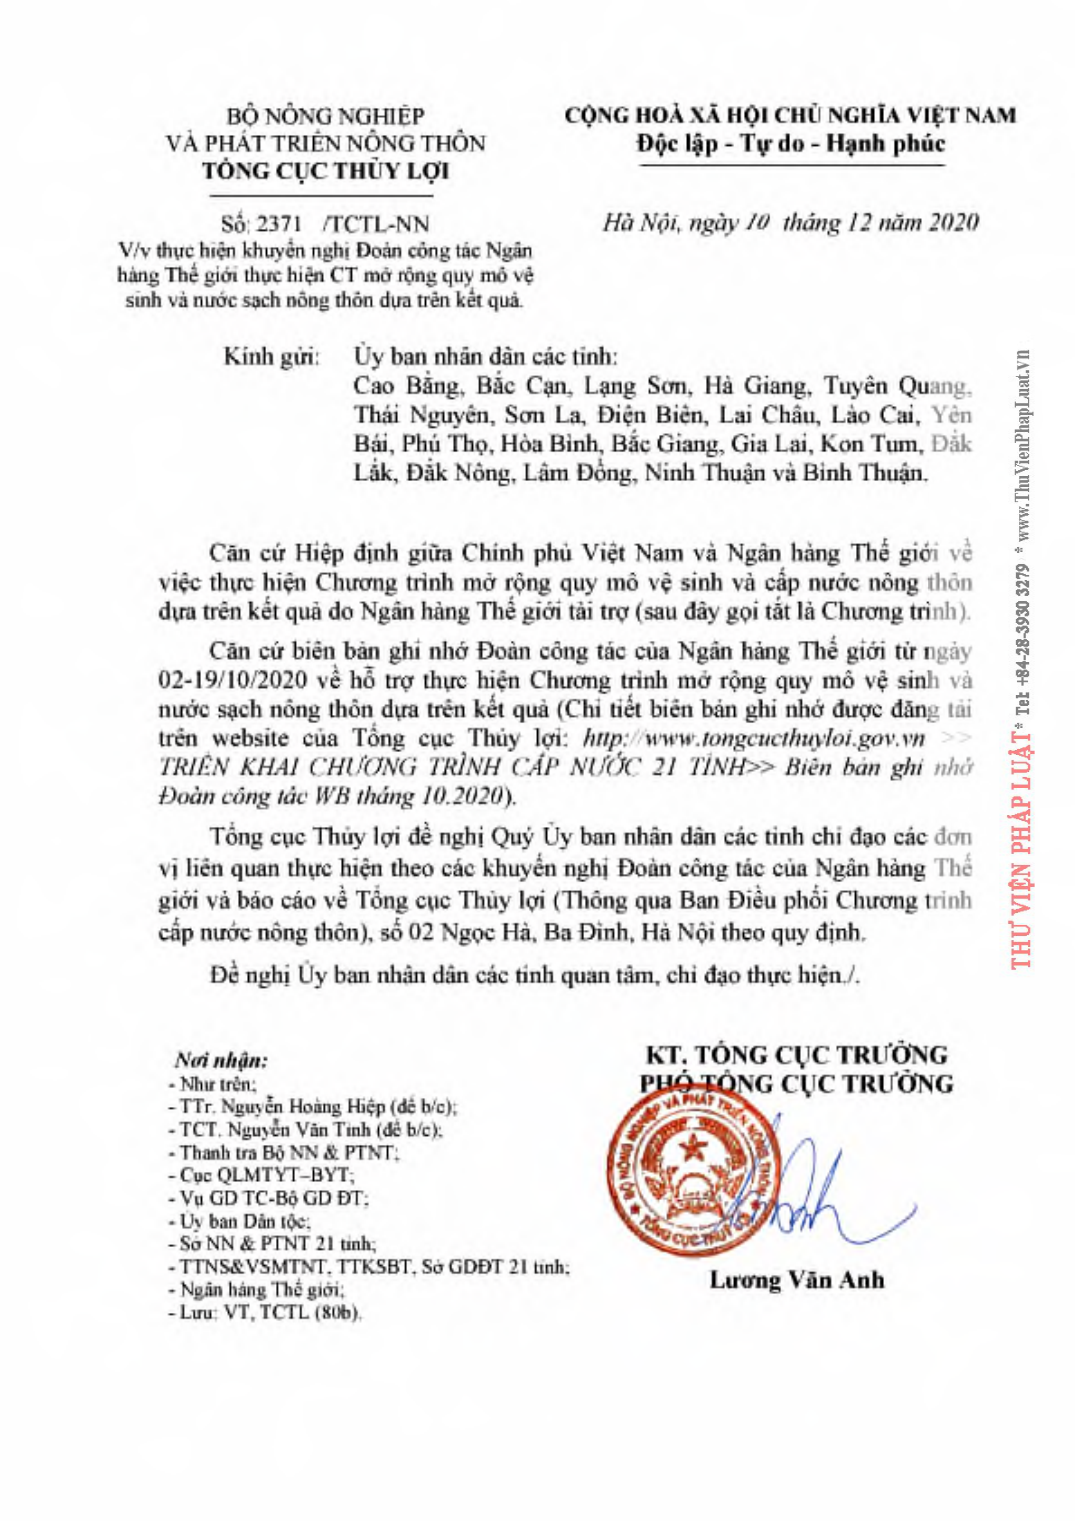 BỘ NÔNG NGHIỆP
VÀ PHÁT TRIỂN NÔNG THÔN
TỔNG CỤC THỦY LỢI
CỘNG HOÀ XÃ HỘI CHỦ NGHĨA VIỆT NAM
Độc lập - Tự do - Hạnh phúc
Số: 2371 /TCTL-NN
V/v thực hiện khuyến nghị Đoàn công tác Ngân
hàng Thế giới thực hiện CT mở rộng quy mô vệ
sinh và nước sạch nông thôn dựa trên kết quả.
Hà Nội, ngày 10 tháng 12 năm 2020
Kính gửi: Ủy ban nhân dân các tỉnh:
Cao Bằng, Bắc Cạn, Lạng Sơn, Hà Giang, Tuyên Quang,
Thái Nguyên, Sơn La, Điện Biên, Lai Châu, Lào Cai, Yên
Bái, Phú Thọ, Hòa Bình, Bắc Giang, Gia Lai, Kon Tum, Đắk
Lắk, Đắk Nông, Lâm Đồng, Ninh Thuận và Bình Thuận.
Căn cứ Hiệp định giữa Chính phủ Việt Nam và Ngân hàng Thế giới về
việc thực hiện Chương trình mở rộng quy mô vệ sinh và cấp nước nông thôn
dựa trên kết quả do Ngân hàng Thế giới tài trợ (sau đây gọi tắt là Chương trình).
Căn cứ biên bản ghi nhớ Đoàn công tác của Ngân hàng Thế giới từ ngày
02-19/10/2020 về hỗ trợ thực hiện Chương trình mở rộng quy mô vệ sinh và
nước sạch nông thôn dựa trên kết quả (Chi tiết biên bản ghi nhớ được đăng tải
trên website của Tổng cục Thủy lợi: http://www.tongcucthuyloi.gov.vn >>
TRIỂN KHAI CHƯƠNG TRÌNH CẤP NƯỚC 21 TỈNH>> Biên bản ghi nhớ
Đoàn công tác WB tháng 10.2020).
Tổng cục Thủy lợi đề nghị Quý Ủy ban nhân dân các tỉnh chỉ đạo các đơn
vị liên quan thực hiện theo các khuyến nghị Đoàn công tác của Ngân hàng Thế
giới và báo cáo về Tổng cục Thủy lợi (Thông qua Ban Điều phối Chương trình
cấp nước nông thôn), số 02 Ngọc Hà, Ba Đình, Hà Nội theo quy định.
Đề nghị Ủy ban nhân dân các tỉnh quan tâm, chỉ đạo thực hiện./.
Nơi nhận:
- Như trên;
- TTr. Nguyễn Hoàng Hiệp (để b/c);
- TCT. Nguyễn Văn Tỉnh (để b/c);
- Thanh tra Bộ NN & PTNT;
- Cục QLMTYT–BYT;
- Vụ GD TC-Bộ GD ĐT;
- Ủy ban Dân tộc;
- Sở NN & PTNT 21 tỉnh;
- TTNS&VSMTNT, TTKSBT, Sở GDĐT 21 tỉnh;
- Ngân hàng Thế giới;
- Lưu: VT, TCTL (80b).
KT. TỔNG CỤC TRƯỞNG
PHÓ TỔNG CỤC TRƯỞNG
BỘ NÔNG NGHIỆP VÀ PHÁT TRIỂN NÔNG THÔN
TỔNG CỤC THỦY LỢI
Lương Văn Anh
THƯ VIỆN PHÁP LUẬT * Tel: +84-28-3930 3279 * www.ThuVienPhapLuat.vn